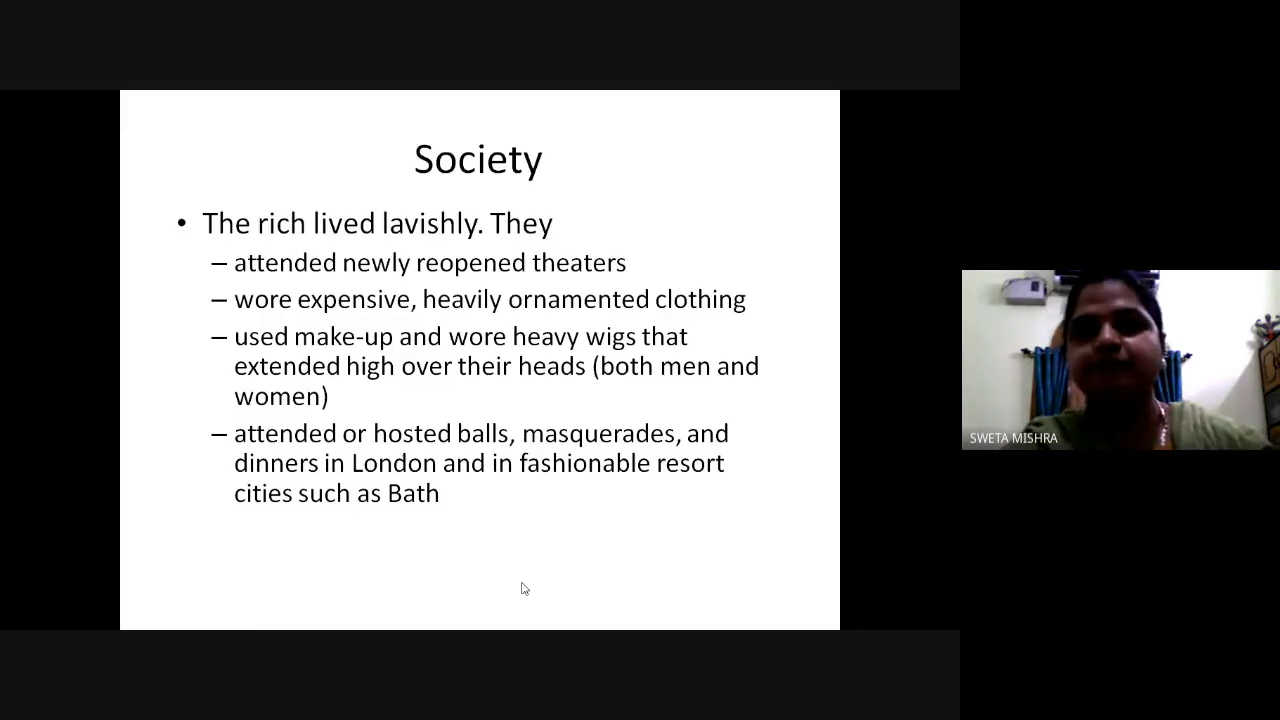 Society
• The rich lived lavishly. They
– attended newly reopened theaters
– wore expensive, heavily ornamented clothing
– used make-up and wore heavy wigs that
extended high over their heads (both men and
women)
– attended or hosted balls, masquerades, and
dinners in London and in fashionable resort
cities such as Bath
SWETA MISHRA